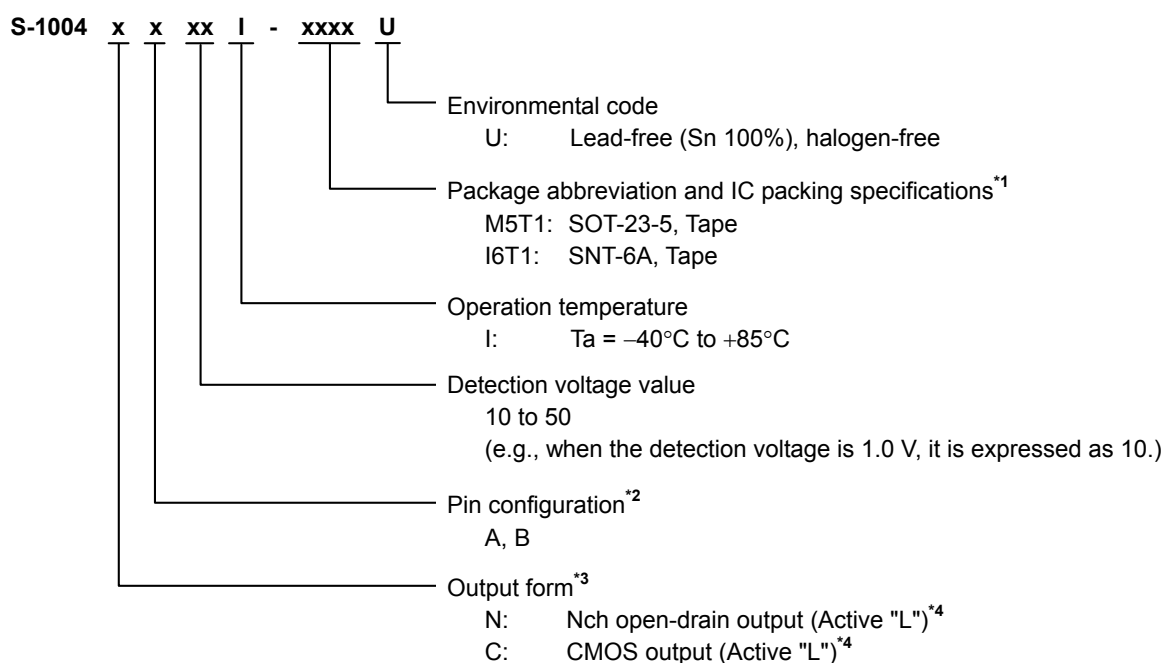 S-1004 x x xx I - xxxx U
Environmental code
U: Lead-free (Sn 100%), halogen-free
Package abbreviation and IC packing specifications*1
M5T1: SOT-23-5, Tape
I6T1: SNT-6A, Tape
Operation temperature
I: Ta = −40°C to +85°C
Detection voltage value
10 to 50
(e.g., when the detection voltage is 1.0 V, it is expressed as 10.)
Pin configuration*2
A, B
Output form*3
N: Nch open-drain output (Active "L")*4
C: CMOS output (Active "L")*4